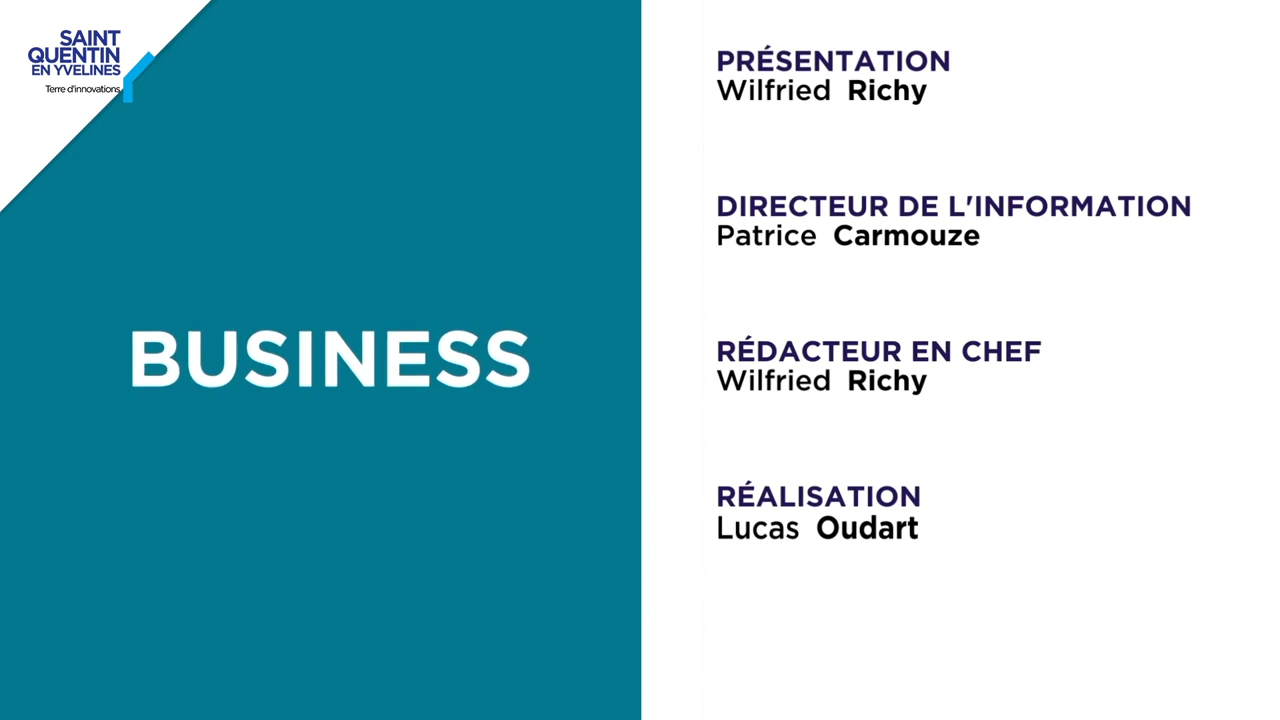 SAINT
QUENTIN
EN YVELINES
Terre d'innovations
BUSINESS
PRÉSENTATION
Wilfried Richy
DIRECTEUR DE L'INFORMATION
Patrice Carmouze
RÉDACTEUR EN CHEF
Wilfried Richy
RÉALISATION
Lucas Oudart